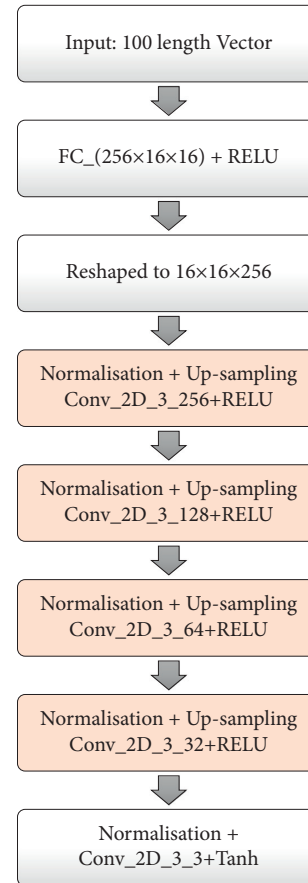 Input: 100 length Vector
FC_(256×16×16) + RELU
Reshaped to 16×16×256
Normalisation + Up-sampling
Conv_2D_3_256+RELU
Normalisation + Up-sampling
Conv_2D_3_128+RELU
Normalisation + Up-sampling
Conv_2D_3_64+RELU
Normalisation + Up-sampling
Conv_2D_3_32+RELU
Normalisation +
Conv_2D_3_3+Tanh